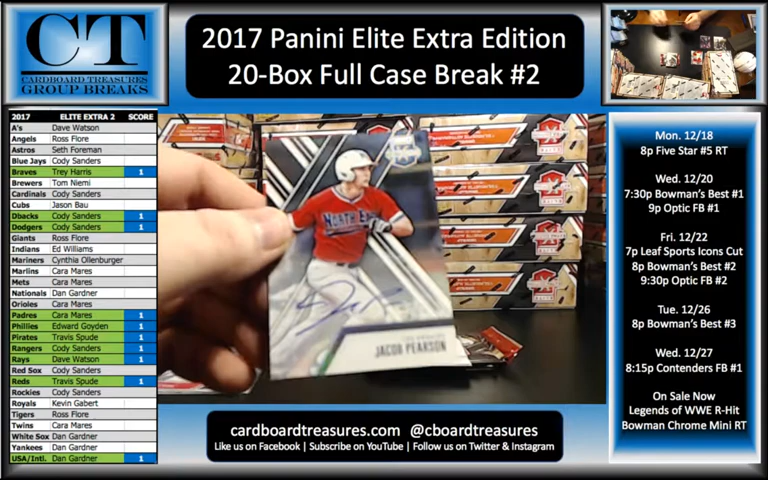 CT
CARDBOARD TREASURES
GROUP BREAKS
2017 Panini Elite Extra Edition
20-Box Full Case Break #2
2017 ELITE EXTRA 2 SCORE
A's Dave Watson
Angels Ross Flore
Astros Seth Foreman
Blue Jays Cody Sanders
Braves Trey Harris 1
Brewers Tom Niemi
Cardinals Cody Sanders
Cubs Jason Bau
Dbacks Cody Sanders 1
Dodgers Cody Sanders 1
Giants Ross Flore
Indians Ed Williams
Mariners Cynthia Ollenburger
Marlins Cara Mares
Mets Cara Mares
Nationals Dan Gardner
Orioles Cara Mares
Padres Cara Mares 1
Phillies Edward Goyden 1
Pirates Travis Spude 1
Rangers Cody Sanders 1
Rays Dave Watson 1
Red Sox Cody Sanders
Reds Travis Spude 1
Rockies Cody Sanders
Royals Kevin Gabert
Tigers Ross Flore
Twins Cara Mares
White Sox Dan Gardner
Yankees Dan Gardner
USA/Intl. Dan Gardner 1
NORTH EA
JACOB PEARSON
Mon. 12/18
8p Five Star #5 RT
Wed. 12/20
7:30p Bowman's Best #1
9p Optic FB #1
Fri. 12/22
7p Leaf Sports Icons Cut
8p Bowman's Best #2
9:30p Optic FB #2
Tue. 12/26
8p Bowman's Best #3
Wed. 12/27
8:15p Contenders FB #1
On Sale Now
Legends of WWE R-Hit
Bowman Chrome Mini RT
cardboardtreasures.com @cboardtreasures
Like us on Facebook | Subscribe on YouTube | Follow us on Twitter & Instagram